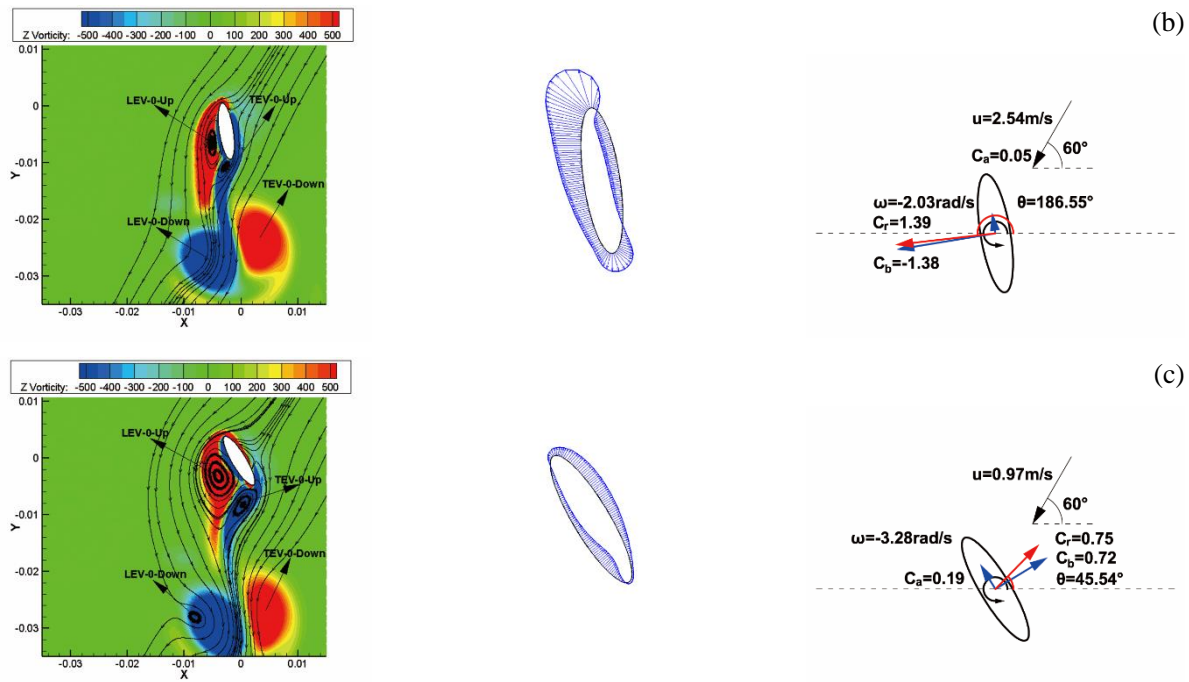 Z Vorticity: -500 -400 -300 -200 -100 0 100 200 300 400 500
(b)
0.01
0
-0.01
-0.02
-0.03
Y
LEV-0-Up
TEV-0-Up
TEV-0-Down
LEV-0-Down
-0.03 -0.02 -0.01 0 0.01
X
u=2.54m/s
60°
Ca=0.05
ω=-2.03rad/s
θ=186.55°
Cr=1.39
Cb=-1.38
Z Vorticity: -500 -400 -300 -200 -100 0 100 200 300 400 500
(c)
0.01
0
-0.01
-0.02
-0.03
Y
LEV-0-Up
TEV-0-Up
TEV-0-Down
LEV-0-Down
-0.03 -0.02 -0.01 0 0.01
X
u=0.97m/s
60°
ω=-3.28rad/s
Cr=0.75
Cb=0.72
Ca=0.19
θ=45.54°